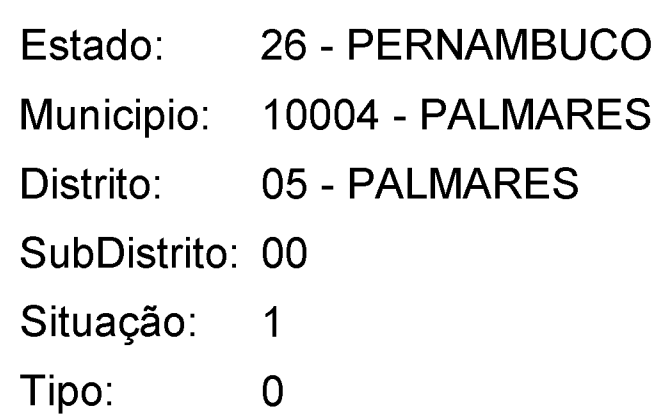 Estado: 26 - PERNAMBUCO
Municipio: 10004 - PALMARES
Distrito: 05 - PALMARES
SubDistrito: 00
Situação: 1
Tipo: 0